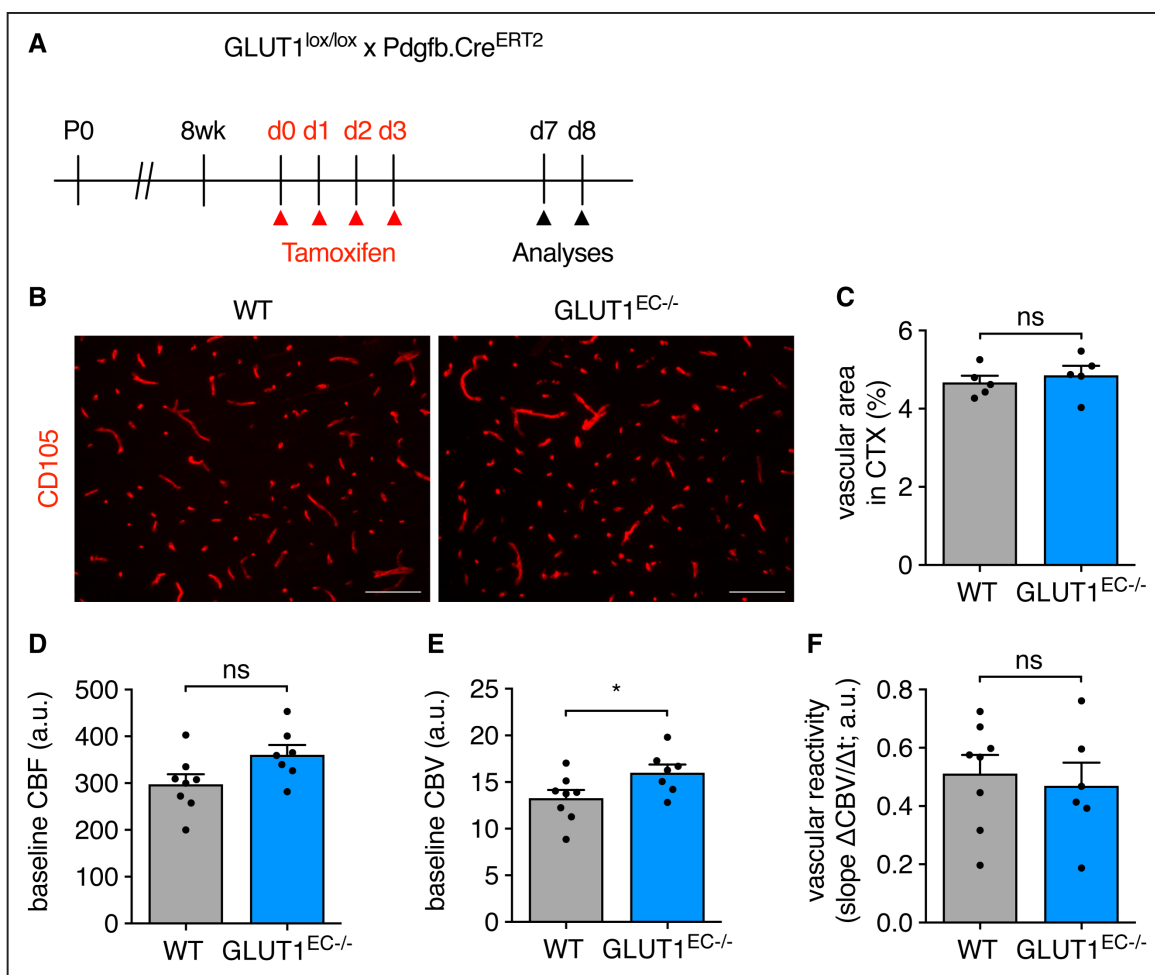 A
GLUT1lox/lox x Pdgfb.CreERT2
P0 8wk d0 d1 d2 d3 d7 d8
Tamoxifen Analyses
B
WT GLUT1EC-/-
CD105
C
ns
vascular area
in CTX (%)
6
4
2
0
WT GLUT1EC-/-
D
ns
baseline CBF (a.u.)
500
400
300
200
100
0
WT GLUT1EC-/-
E
*
baseline CBV (a.u.)
25
20
15
10
5
0
WT GLUT1EC-/-
F
ns
vascular reactivity
(slope ΔCBV/Δt; a.u.)
0.8
0.6
0.4
0.2
0.0
WT GLUT1EC-/-